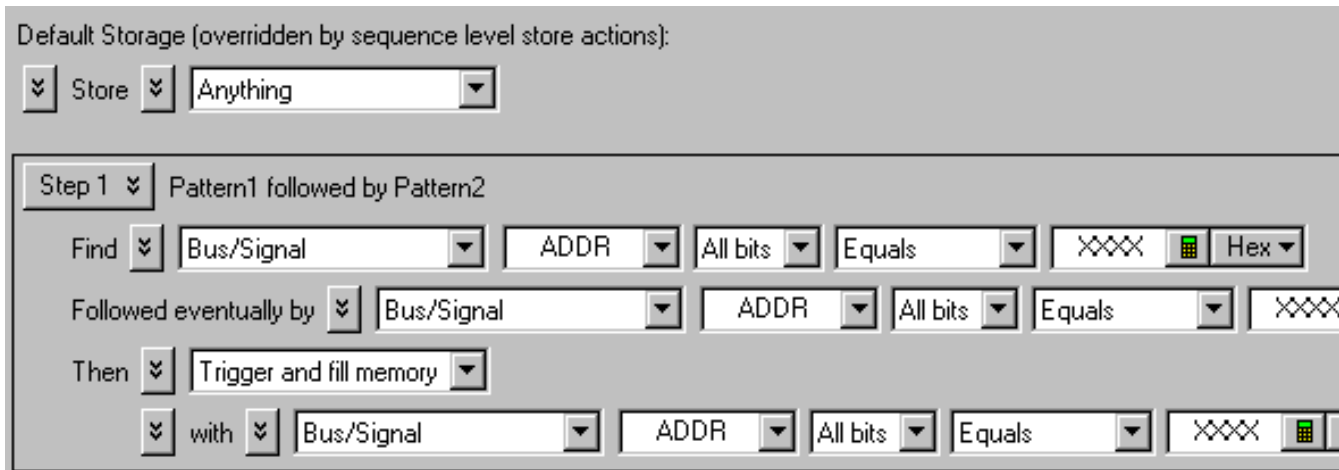 Default Storage (overridden by sequence level store actions):
Store Anything
Step 1 Pattern1 followed by Pattern2
Find Bus/Signal ADDR All bits Equals XXXX Hex
Followed eventually by Bus/Signal ADDR All bits Equals XXXX
Then Trigger and fill memory
with Bus/Signal ADDR All bits Equals XXXX